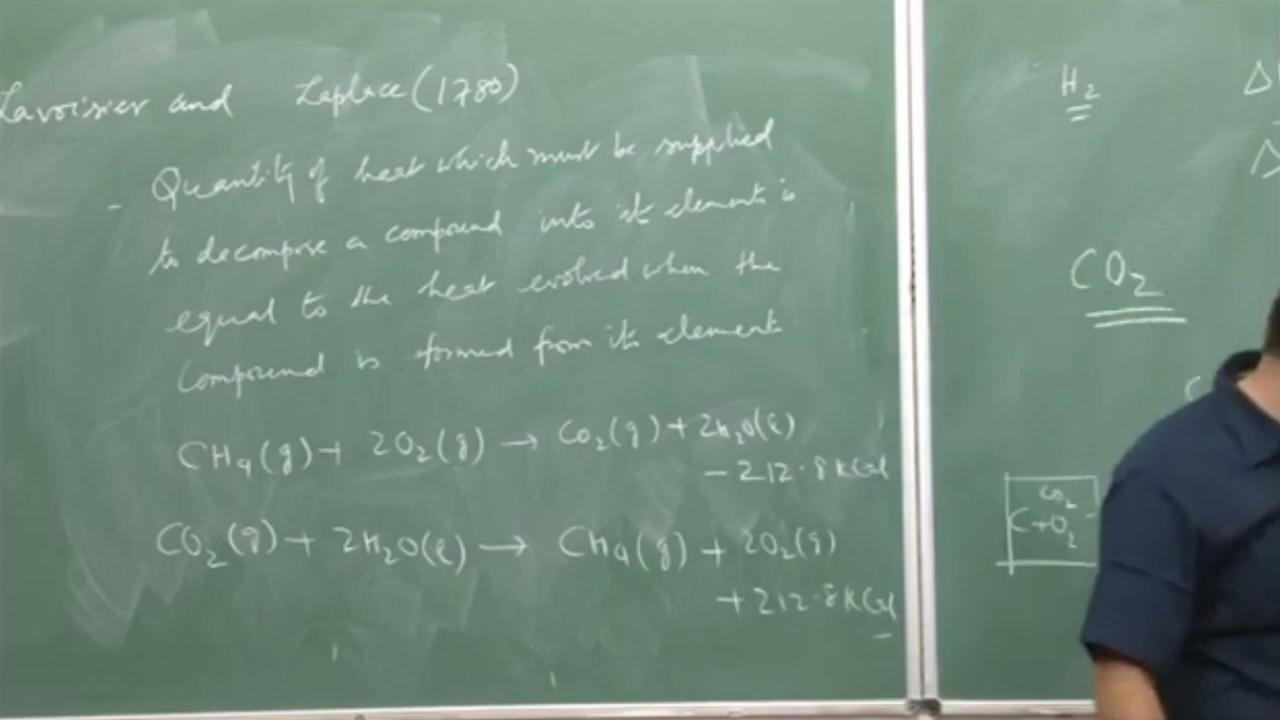 Lavoisier and Laplace (1780)
- Quantity of heat which must be supplied
to decompose a compound into its element is
equal to the heat evolved when the
Compound is formed from its element
CH₄(g) + 2O₂(g) → CO₂(g) + 2H₂O(l)
- 212.8 kCal
CO₂(g) + 2H₂O(l) → CH₄(g) + 2O₂(g)
+ 212.8 kCal
H₂
CO₂
CO₂
C+O₂